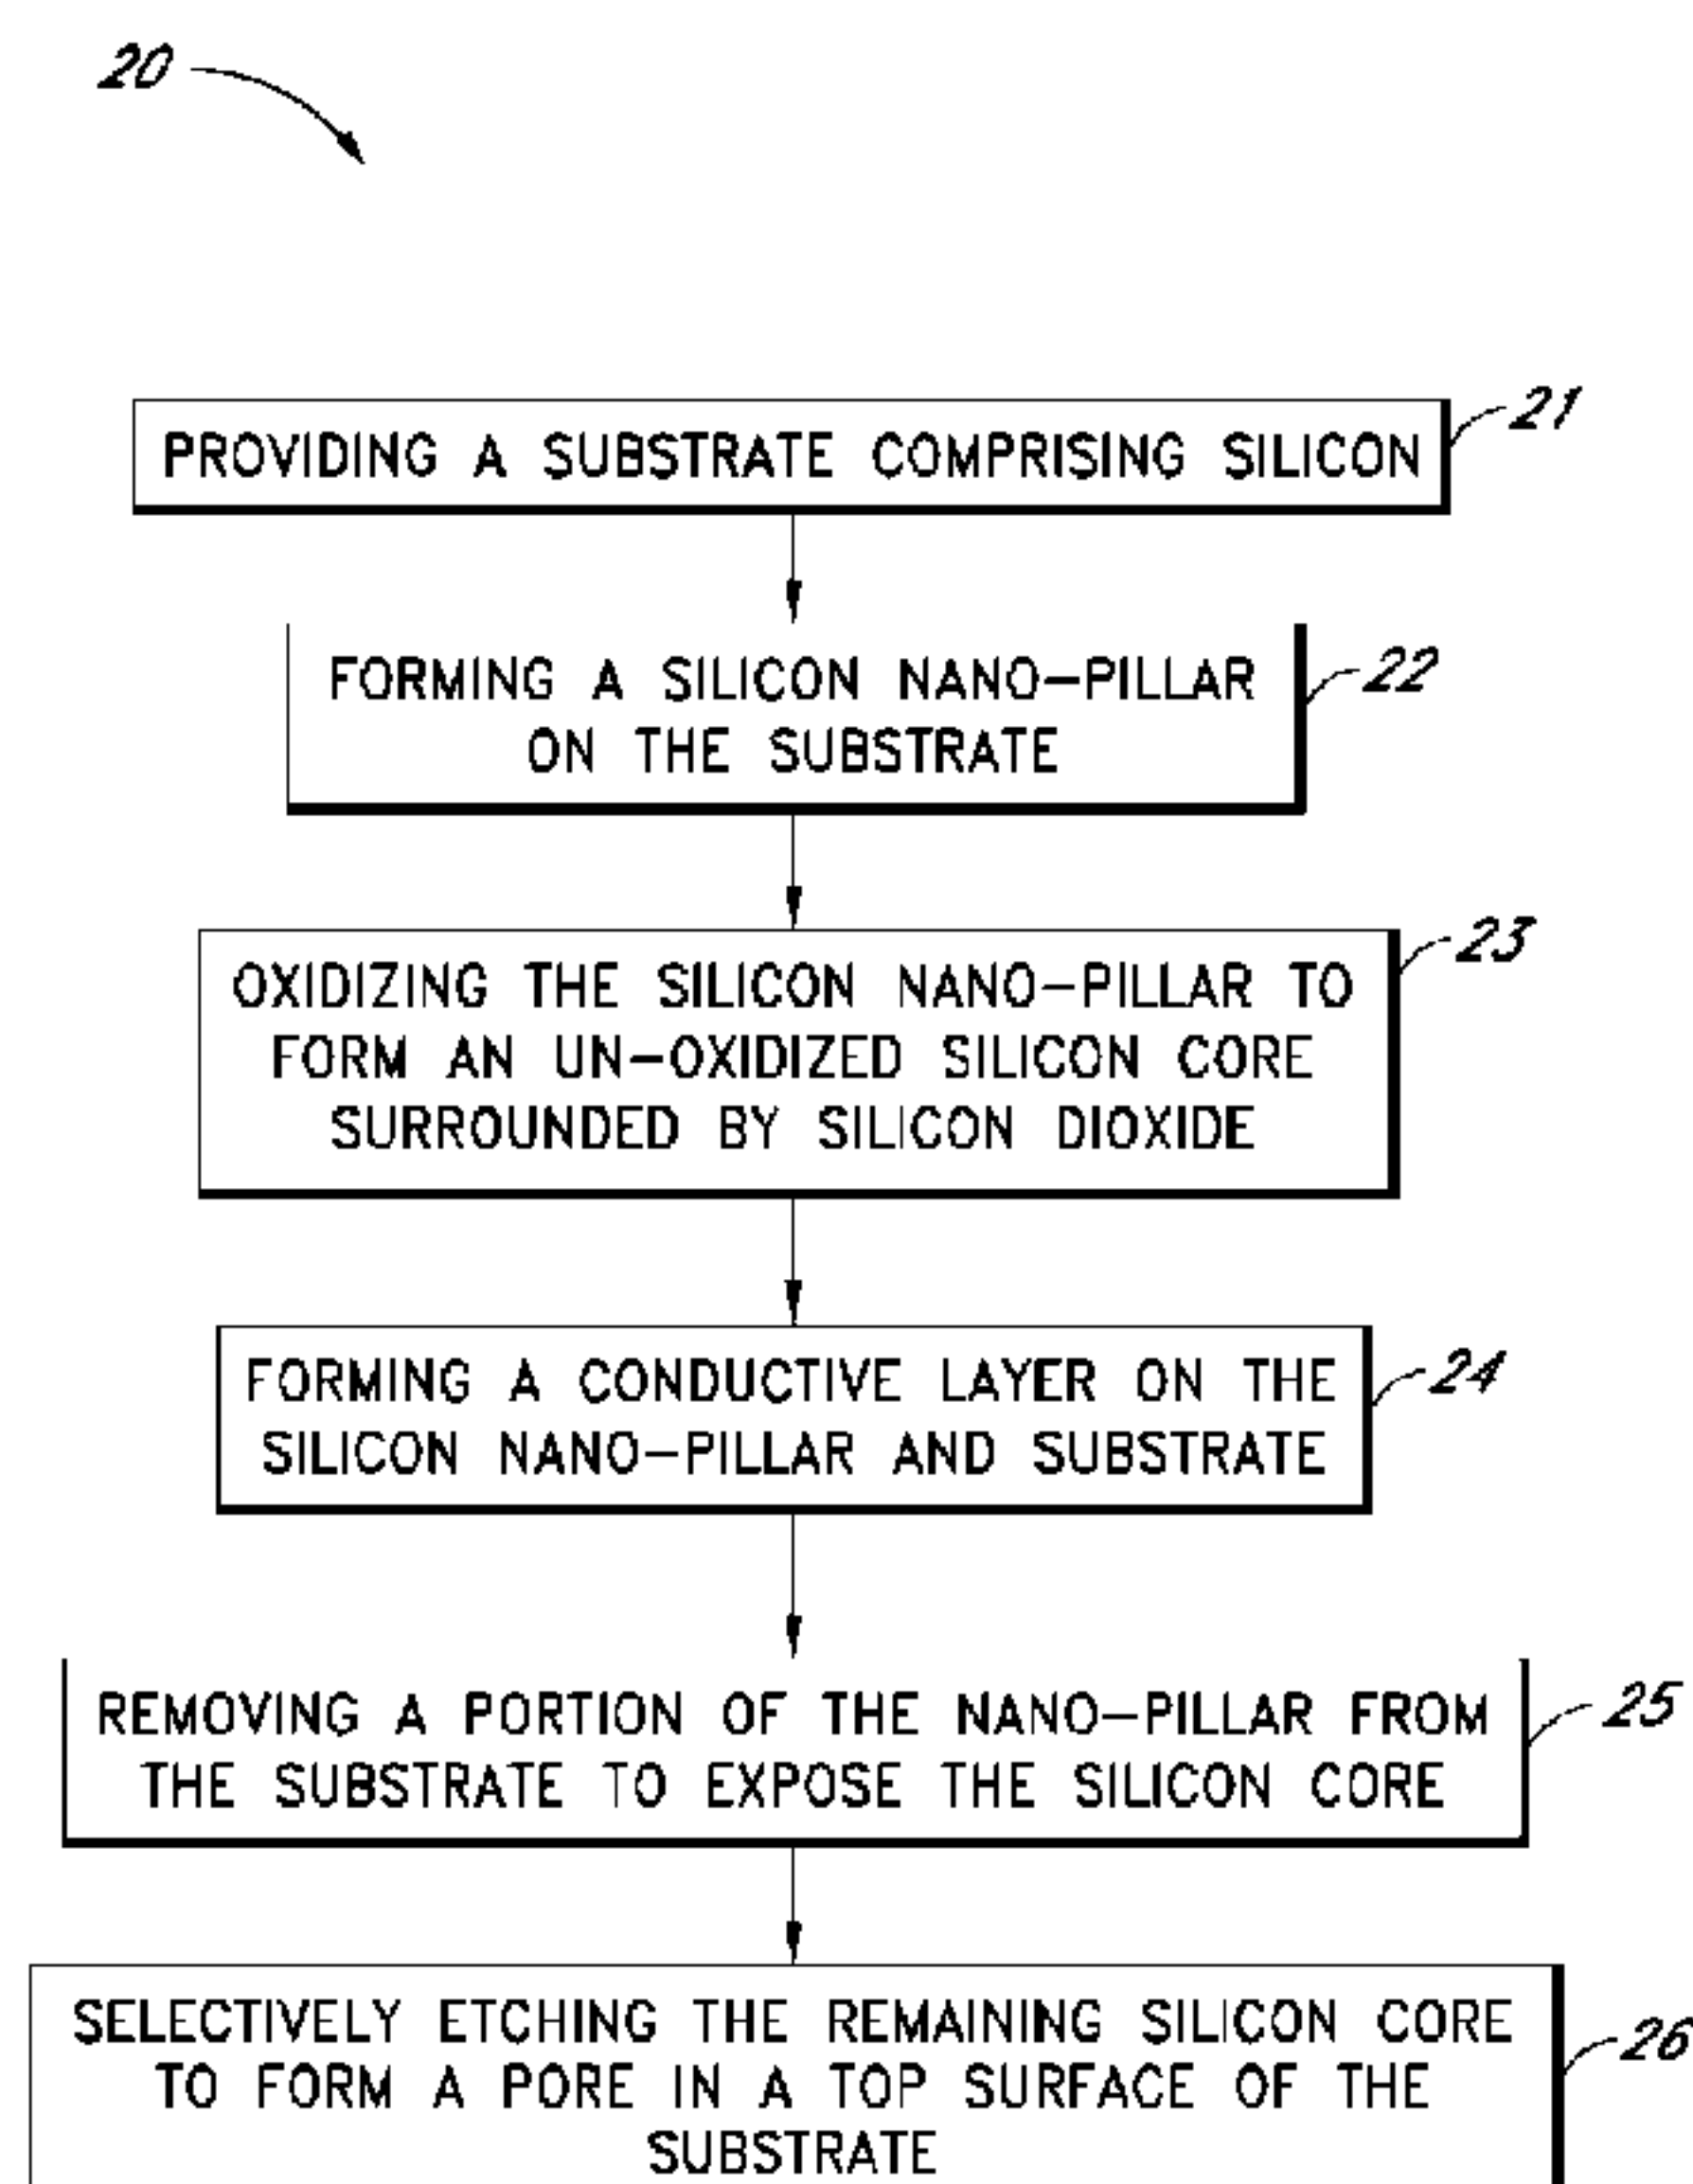 20
PROVIDING A SUBSTRATE COMPRISING SILICON
21
FORMING A SILICON NANO-PILLAR
ON THE SUBSTRATE
22
OXIDIZING THE SILICON NANO-PILLAR TO
FORM AN UN-OXIDIZED SILICON CORE
SURROUNDED BY SILICON DIOXIDE
23
FORMING A CONDUCTIVE LAYER ON THE
SILICON NANO-PILLAR AND SUBSTRATE
24
REMOVING A PORTION OF THE NANO-PILLAR FROM
THE SUBSTRATE TO EXPOSE THE SILICON CORE
25
SELECTIVELY ETCHING THE REMAINING SILICON CORE
TO FORM A PORE IN A TOP SURFACE OF THE
SUBSTRATE
26